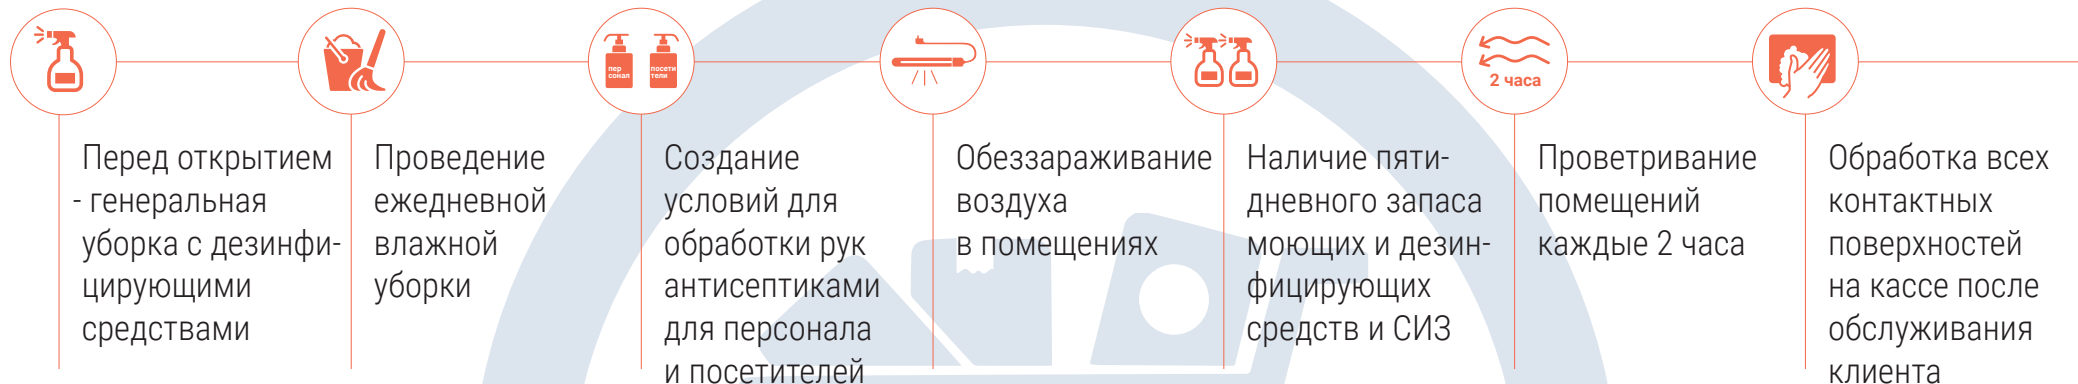 пер
сонал
посети
тели
2 часа
Перед открытием
- генеральная
уборка с дезинфи-
цирующими
средствами
Проведение
ежедневной
влажной
уборки
Создание
условий для
обработки рук
антисептиками
для персонала
и посетителей
Обеззараживание
воздуха
в помещениях
Наличие пяти-
дневного запаса
моющих и дезин-
фицирующих
средств и СИЗ
Проветривание
помещений
каждые 2 часа
Обработка всех
контактных
поверхностей
на кассе после
обслуживания
клиента